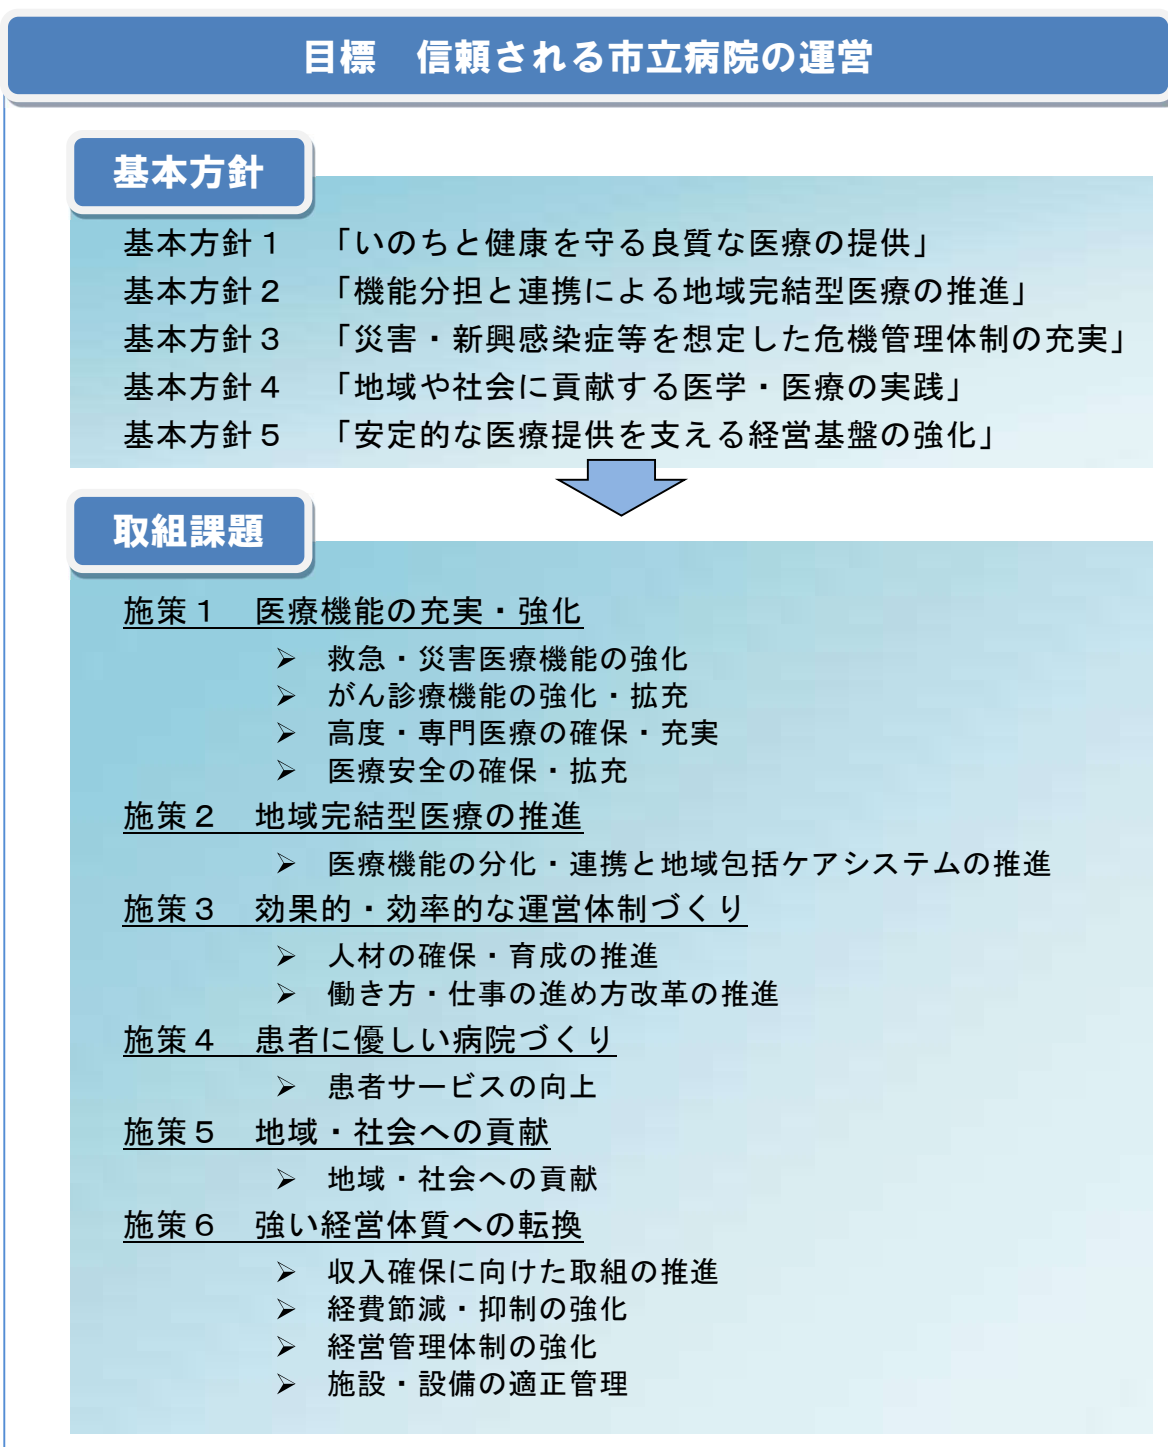 目標　信頼される市立病院の運営
基本方針
基本方針１　「いのちと健康を守る良質な医療の提供」
基本方針２　「機能分担と連携による地域完結型医療の推進」
基本方針３　「災害・新興感染症等を想定した危機管理体制の充実」
基本方針４　「地域や社会に貢献する医学・医療の実践」
基本方針５　「安定的な医療提供を支える経営基盤の強化」
取組課題
施策１　医療機能の充実・強化
➢ 救急・災害医療機能の強化
➢ がん診療機能の強化・拡充
➢ 高度・専門医療の確保・充実
➢ 医療安全の確保・拡充
施策２　地域完結型医療の推進
➢ 医療機能の分化・連携と地域包括ケアシステムの推進
施策３　効果的・効率的な運営体制づくり
➢ 人材の確保・育成の推進
➢ 働き方・仕事の進め方改革の推進
施策４　患者に優しい病院づくり
➢ 患者サービスの向上
施策５　地域・社会への貢献
➢ 地域・社会への貢献
施策６　強い経営体質への転換
➢ 収入確保に向けた取組の推進
➢ 経費節減・抑制の強化
➢ 経営管理体制の強化
➢ 施設・設備の適正管理